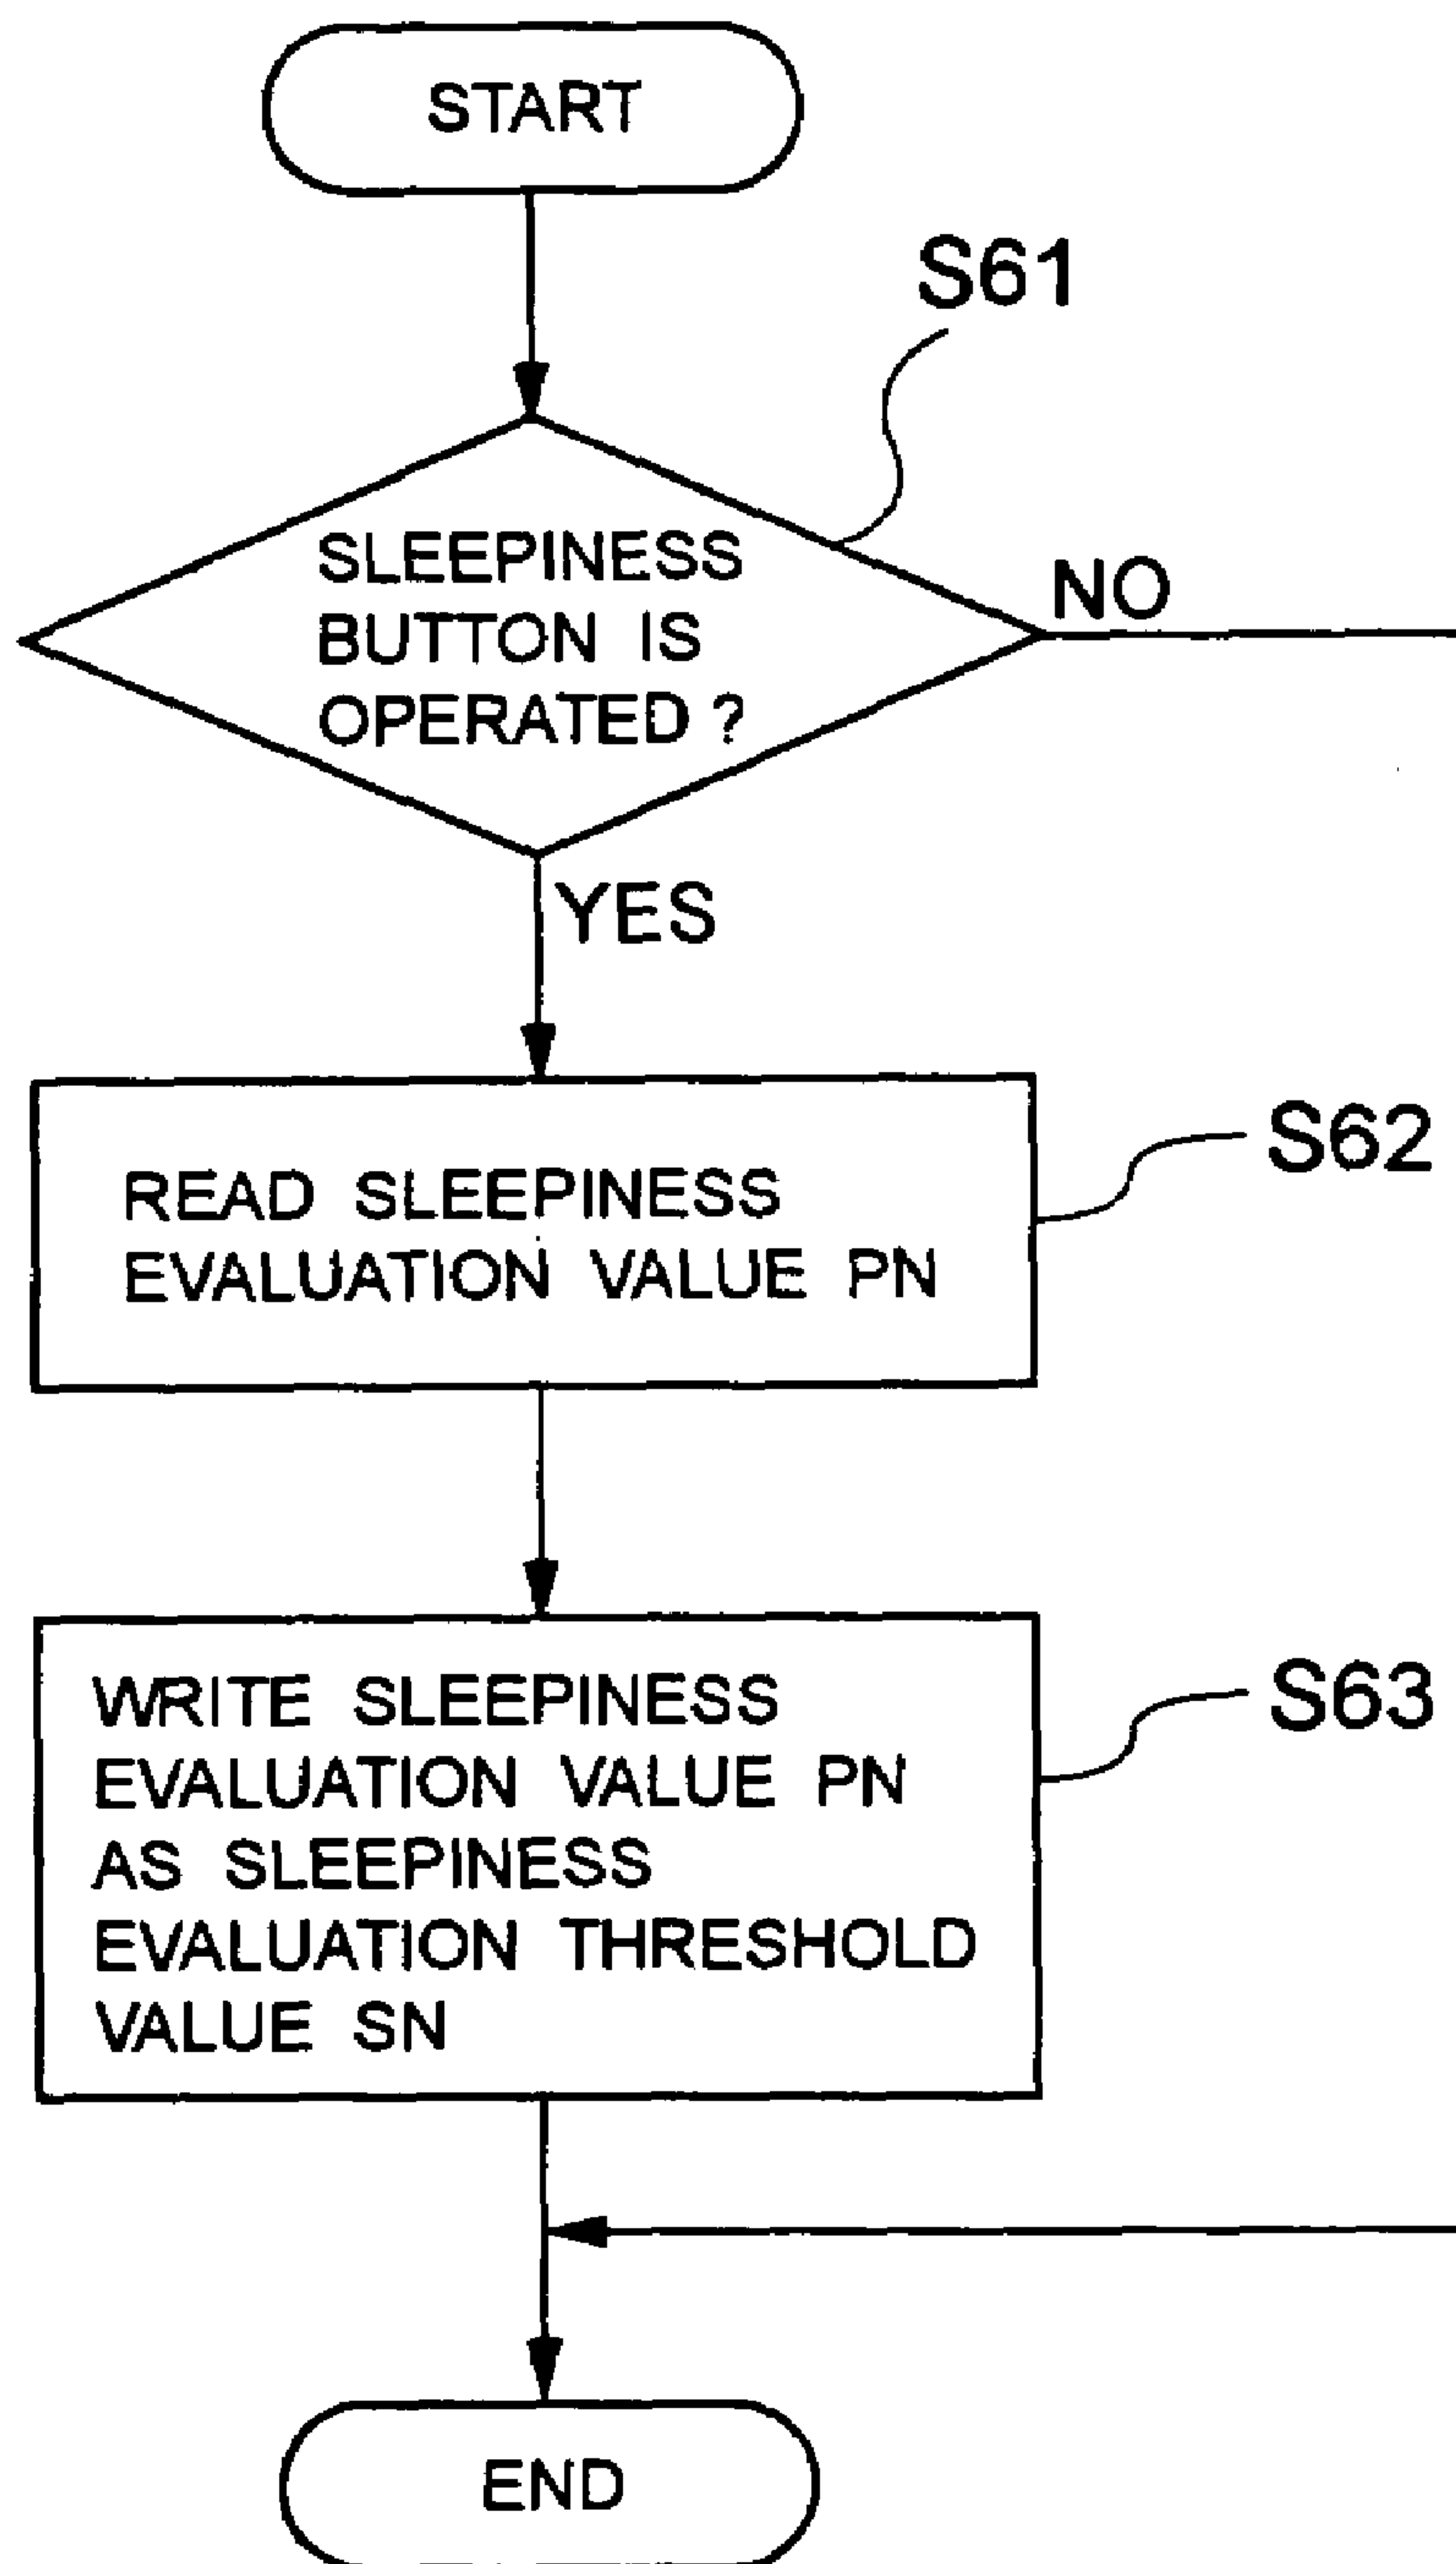 START
S61
SLEEPINESS
BUTTON IS
OPERATED ?
NO
YES
S62
READ SLEEPINESS
EVALUATION VALUE PN
S63
WRITE SLEEPINESS
EVALUATION VALUE PN
AS SLEEPINESS
EVALUATION THRESHOLD
VALUE SN
END